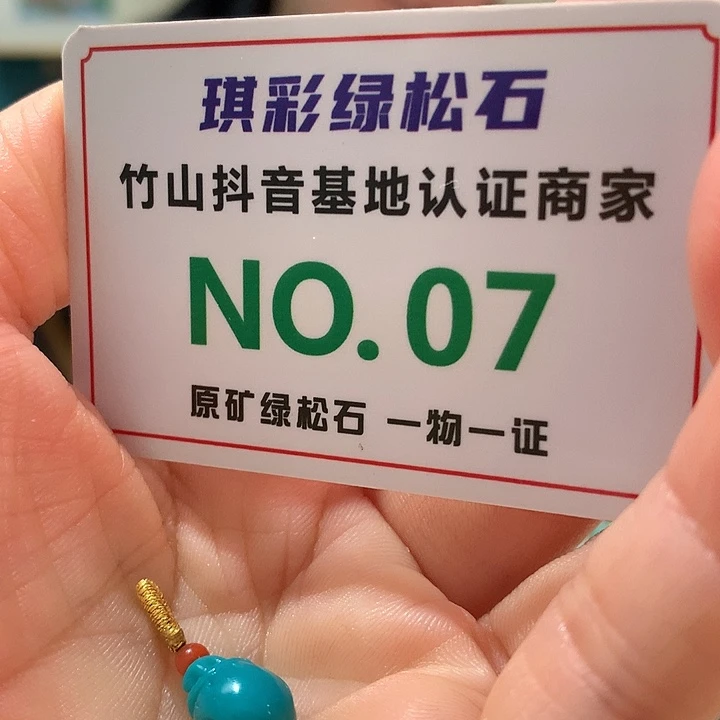 琪彩绿松石
竹山抖音基地认证商家
NO.07
原矿绿松石 一物一证